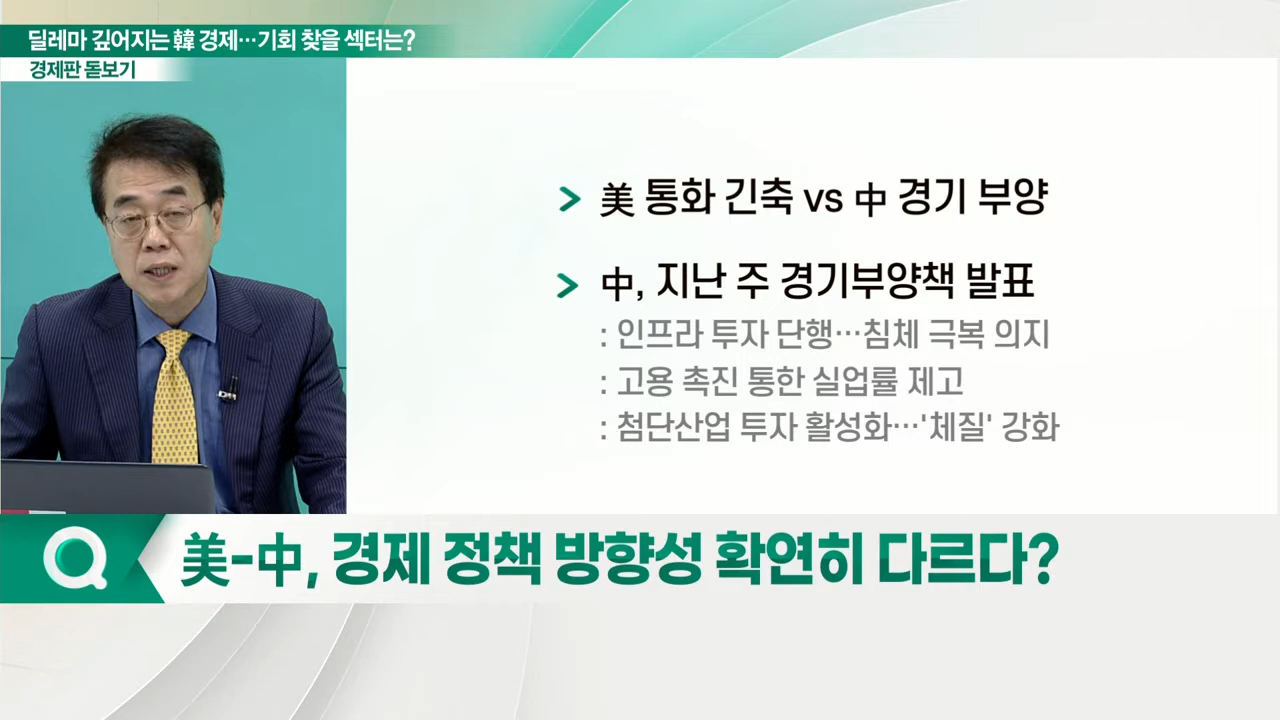 딜레마 깊어지는 韓 경제…기회 찾을 섹터는?
경제판 돋보기
美 통화 긴축 vs 中 경기 부양
中, 지난 주 경기부양책 발표
: 인프라 투자 단행…침체 극복 의지
: 고용 촉진 통한 실업률 제고
: 첨단산업 투자 활성화…'체질' 강화
Q 美-中, 경제 정책 방향성 확연히 다르다?